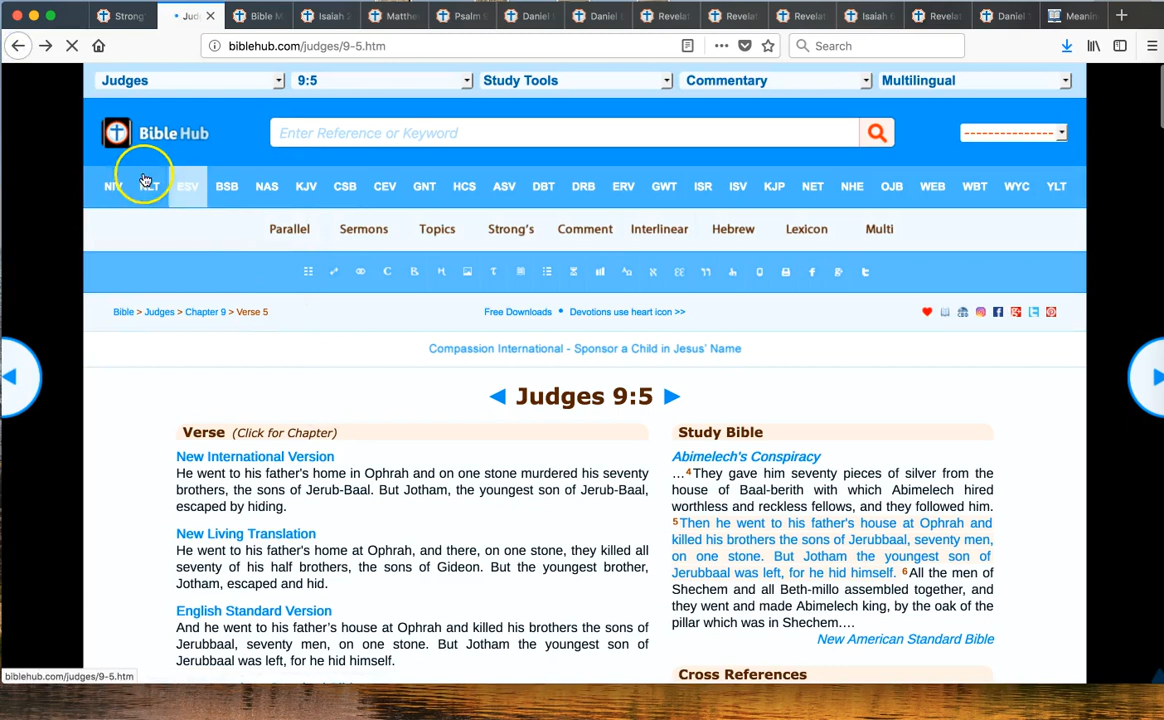 Strong
Jud
Bible M
Isaiah 2
Matthe
Psalm
Daniel
Daniel
Revelat
Revelat
Revelat
Isaiah
Revelat
Daniel
Meanin
biblehub.com/judges/9-5.htm
Search
Judges
9:5
Study Tools
Commentary
Multilingual
Bible Hub
Enter Reference or Keyword
---------------
NIV NLT ESV BSB NAS KJV CSB CEV GNT HCS ASV DBT DRB ERV GWT ISR ISV KJP NET NHE OJB WEB WBT WYC YLT
Parallel Sermons Topics Strong's Comment Interlinear Hebrew Lexicon Multi
Bible > Judges > Chapter 9 > Verse 5
Free Downloads • Devotions use heart icon >>
Compassion International - Sponsor a Child in Jesus' Name
Judges 9:5
Verse (Click for Chapter)
New International Version
He went to his father's home in Ophrah and on one stone murdered his seventy
brothers, the sons of Jerub-Baal. But Jotham, the youngest son of Jerub-Baal,
escaped by hiding.
New Living Translation
He went to his father's home at Ophrah, and there, on one stone, they killed all
seventy of his half brothers, the sons of Gideon. But the youngest brother,
Jotham, escaped and hid.
English Standard Version
And he went to his father's house at Ophrah and killed his brothers the sons of
Jerubbaal, seventy men, on one stone. But Jotham the youngest son of
Jerubbaal was left, for he hid himself.
Study Bible
Abimelech's Conspiracy
…4They gave him seventy pieces of silver from the
house of Baal-berith with which Abimelech hired
worthless and reckless fellows, and they followed him.
5Then he went to his father's house at Ophrah and
killed his brothers the sons of Jerubbaal, seventy men,
on one stone. But Jotham the youngest son of
Jerubbaal was left, for he hid himself. 6All the men of
Shechem and all Beth-millo assembled together, and
they went and made Abimelech king, by the oak of the
pillar which was in Shechem.…
New American Standard Bible
Cross References
biblehub.com/judges/9-5.htm